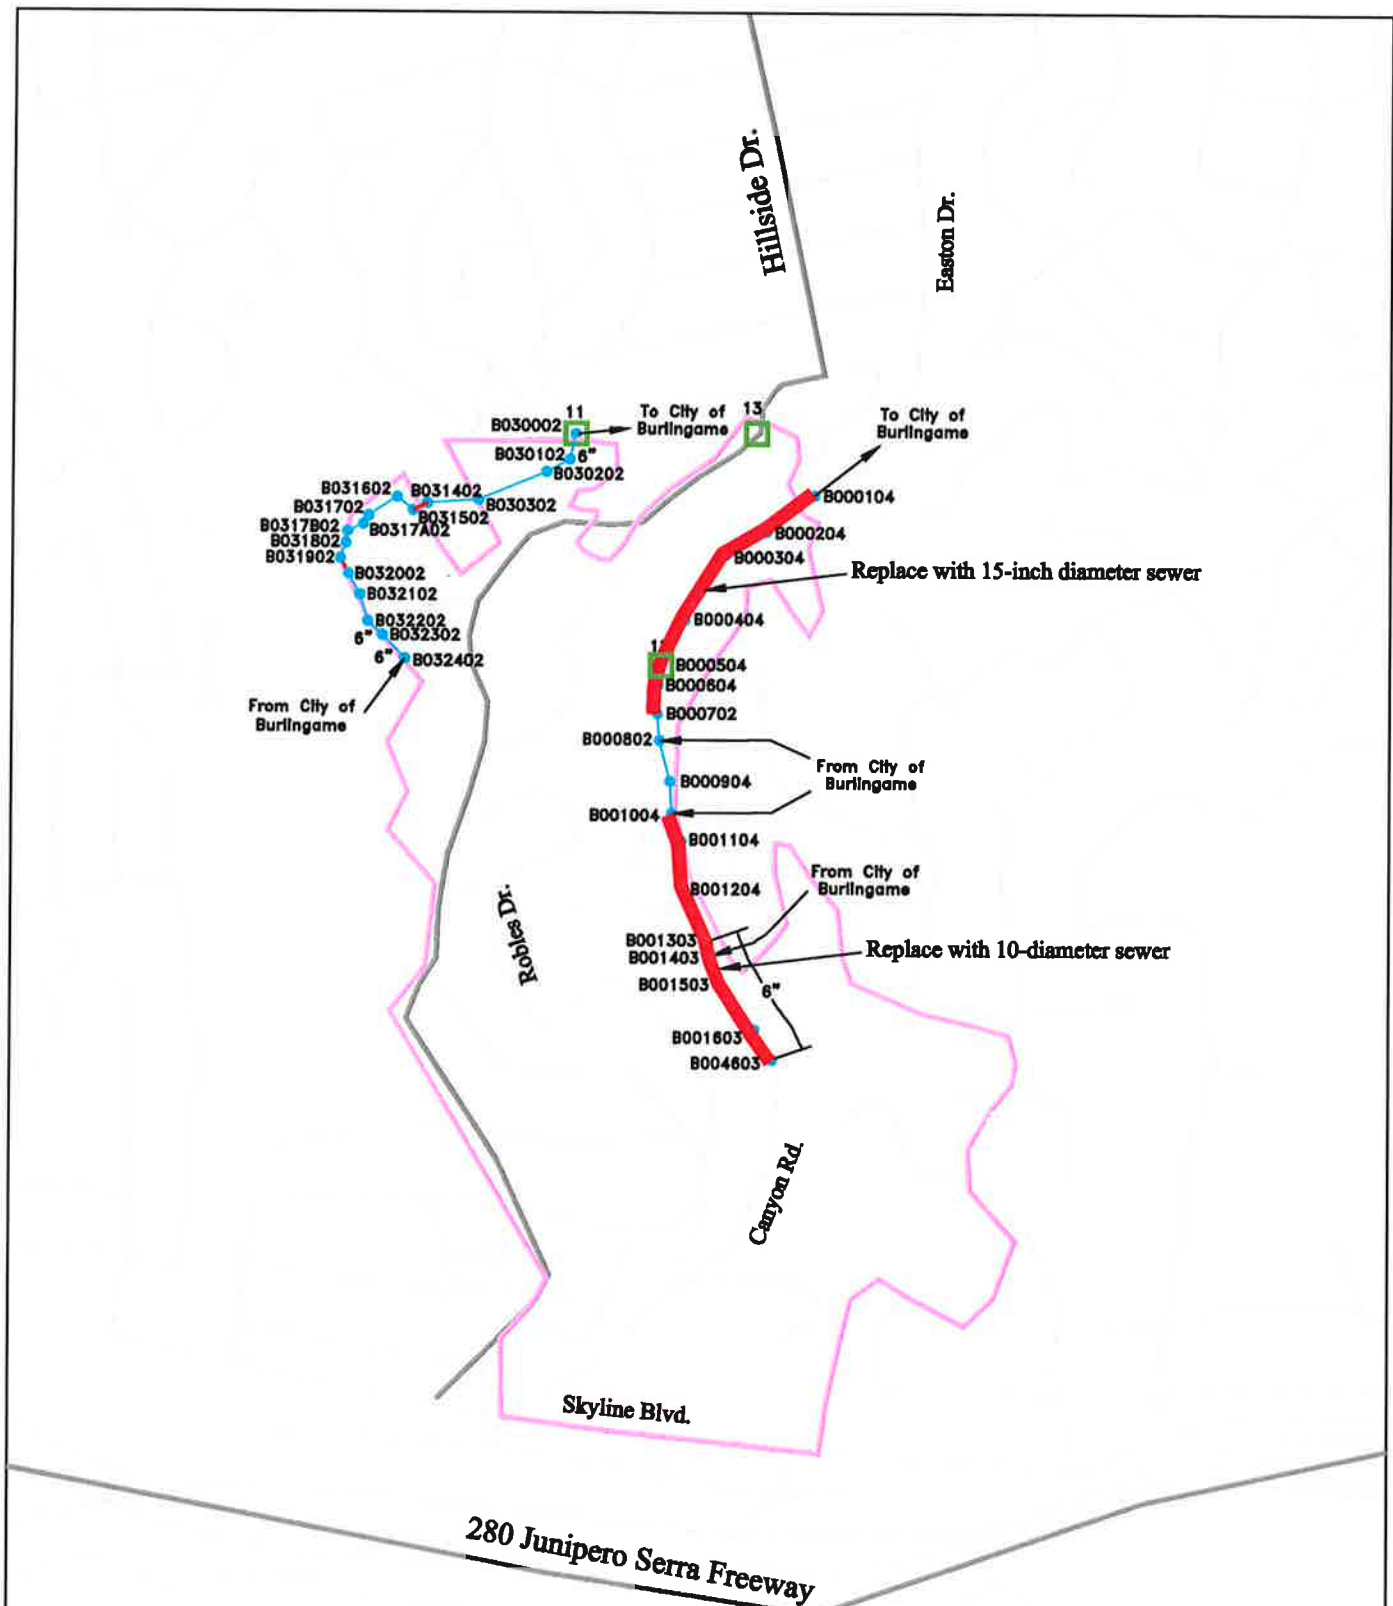 Hillside Dr.
Easton Dr.
11
B030002
To City of
Burlingame
13
To City of
Burlingame
B030102
6"
B030202
B031602
B031402
B030302
B031702
B031502
B0317B02
B0317A02
B031802
B031902
B032002
B032102
B032202
6"
B032302
6"
B032402
From City of
Burlingame
B000104
B000204
B000304
Replace with 15-inch diameter sewer
B000404
B000504
B000604
B000702
B000802
From City of
Burlingame
B000904
B001004
B001104
From City of
Burlingame
B001204
Robles Dr.
B001303
B001403
Replace with 10-diameter sewer
B001503
6"
B001603
B004603
Canyon Rd.
Skyline Blvd.
280 Junipero Serra Freeway